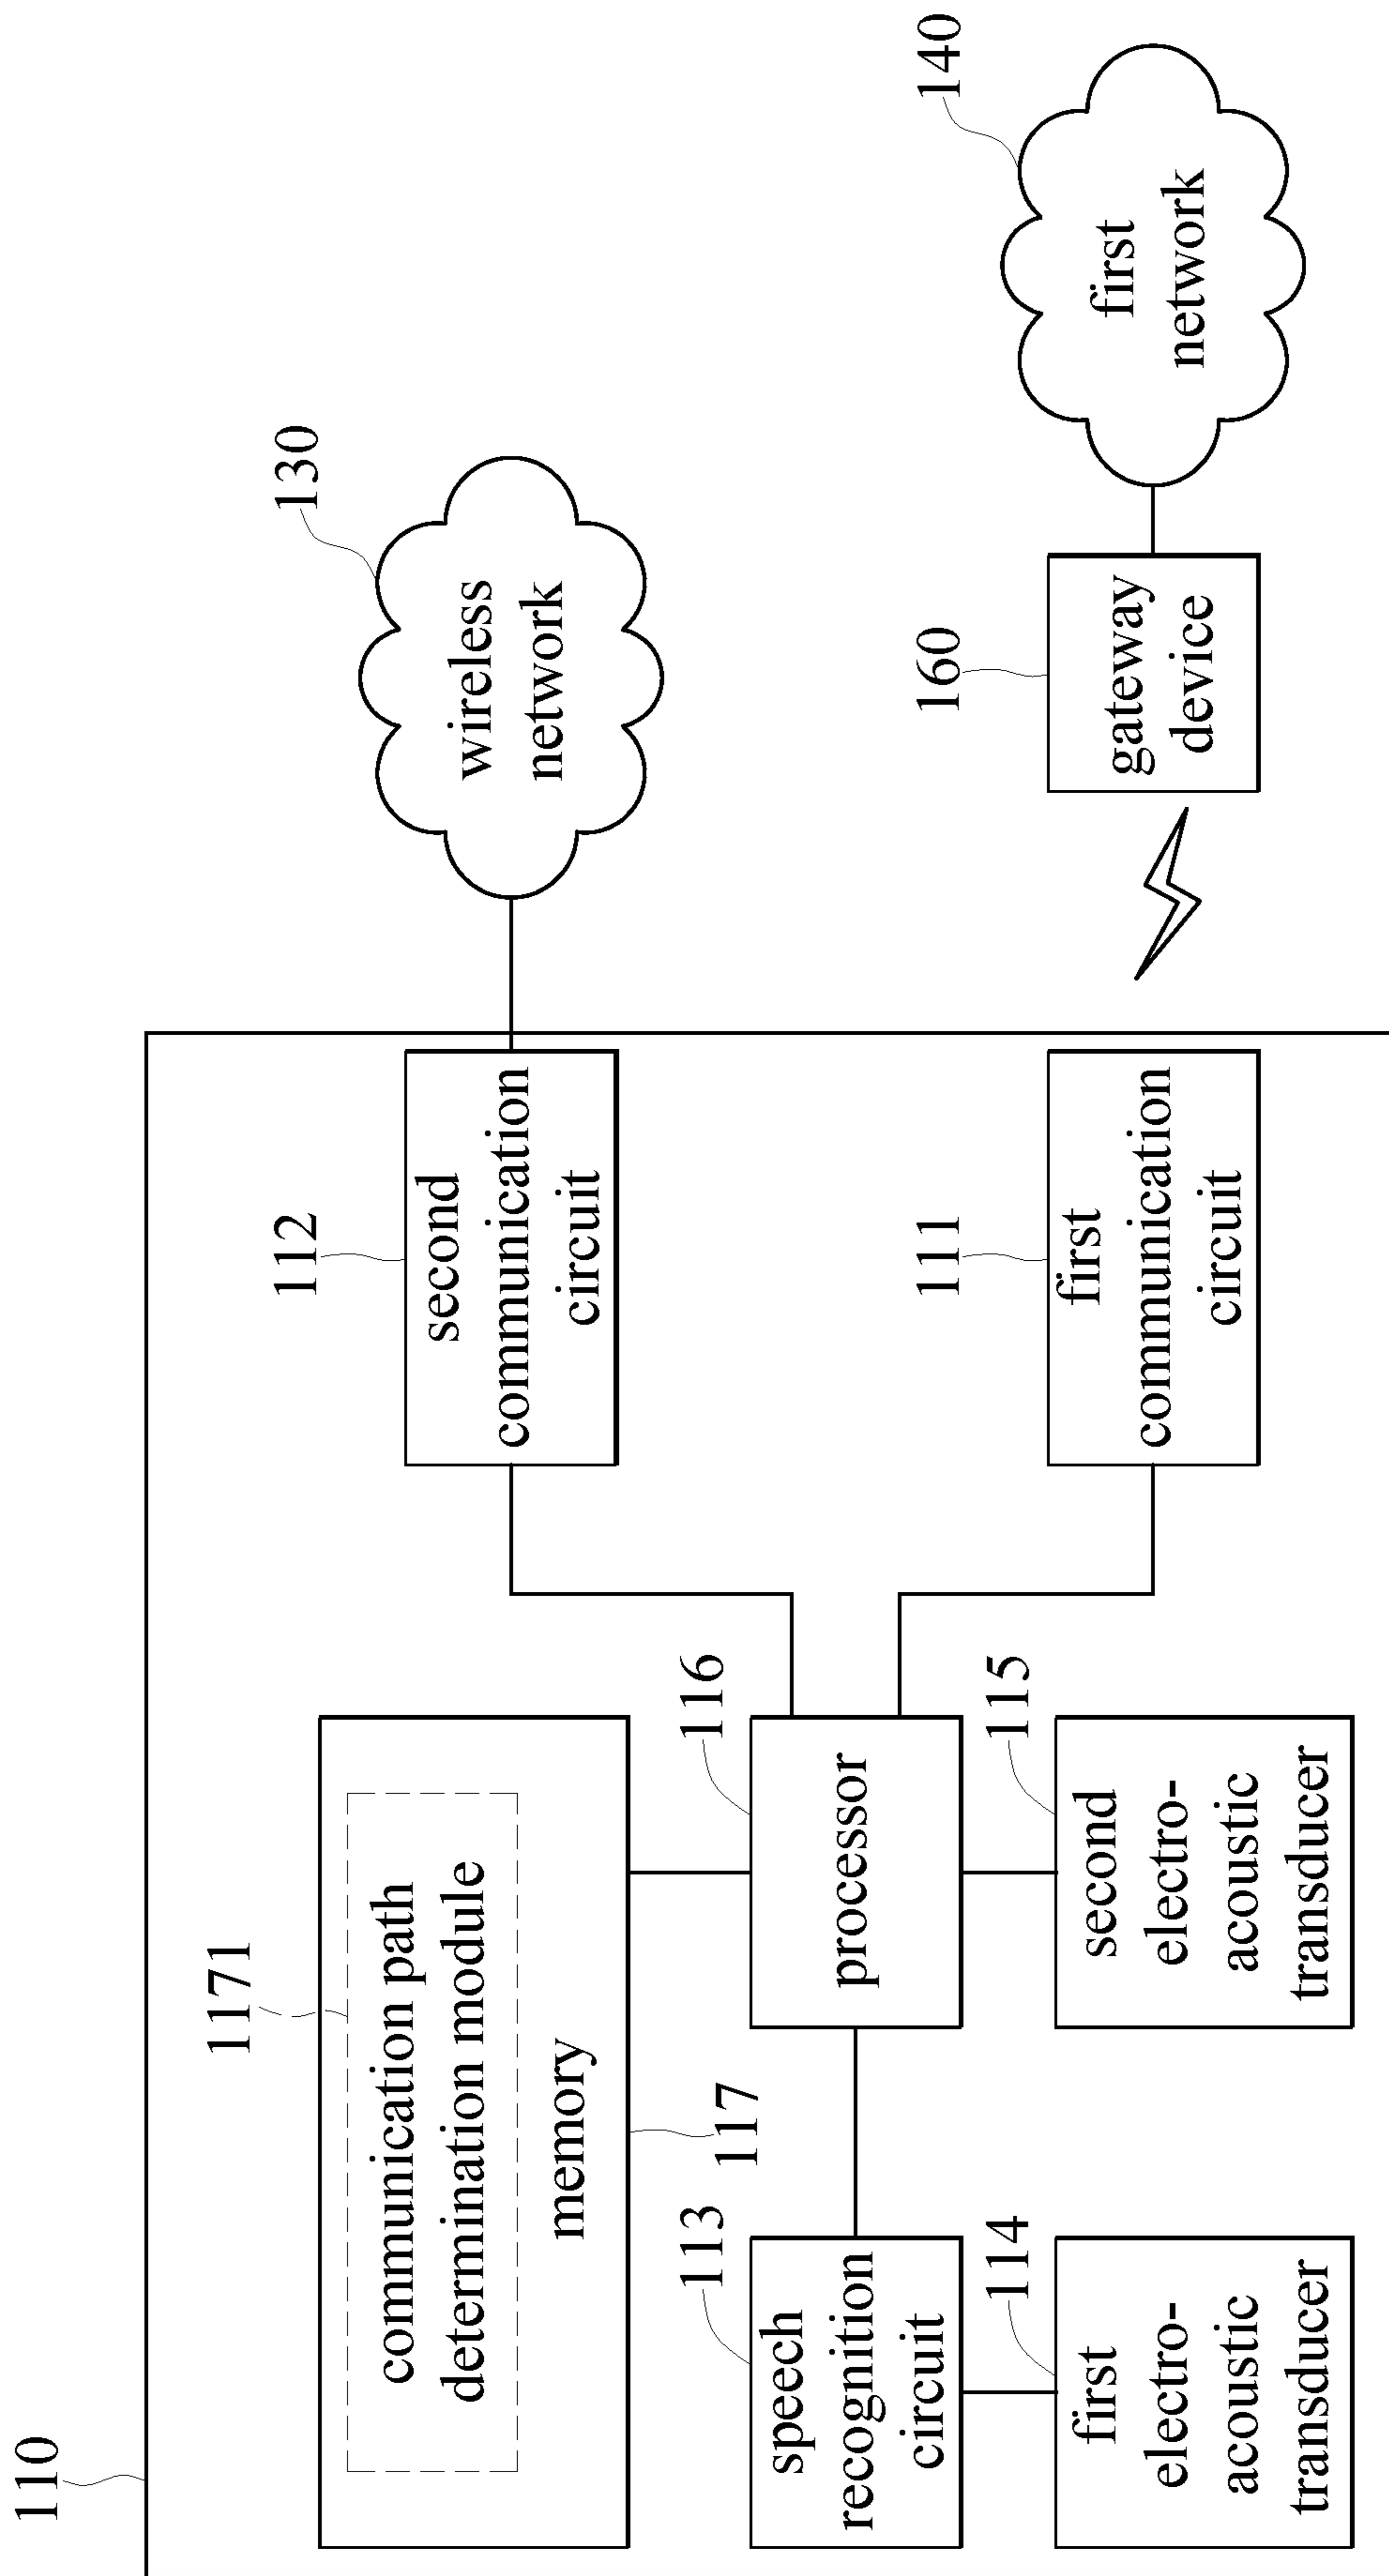 110
1171
communication path
determination module
memory
117
112
second
communication
circuit
130
wireless
network
113
speech
recognition
circuit
116
processor
111
first
communication
circuit
160
gateway
device
140
first
network
114
first
electro-
acoustic
transducer
115
second
electro-
acoustic
transducer